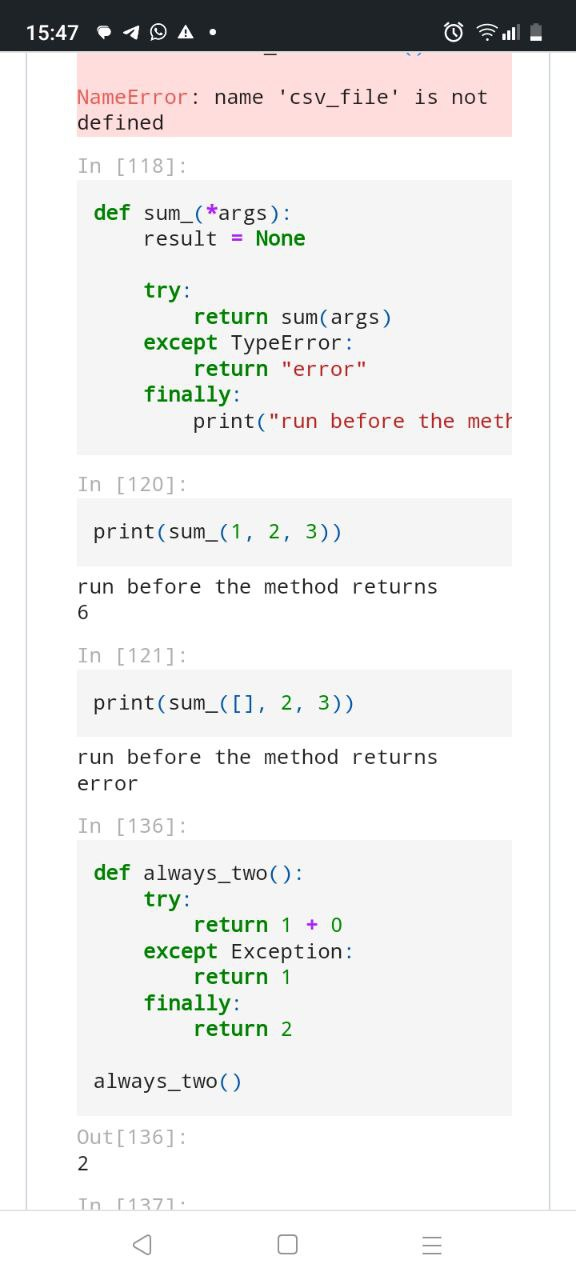 15:47
NameError: name 'csv_file' is not
defined
In [118]:
def sum_(*args):
    result = None
    try:
        return sum(args)
    except TypeError:
        return "error"
    finally:
        print("run before the meth
In [120]:
print(sum_(1, 2, 3))
run before the method returns
6
In [121]:
print(sum_([], 2, 3))
run before the method returns
error
In [136]:
def always_two():
    try:
        return 1 + 0
    except Exception:
        return 1
    finally:
        return 2
always_two()
Out[136]:
2
In [137]: